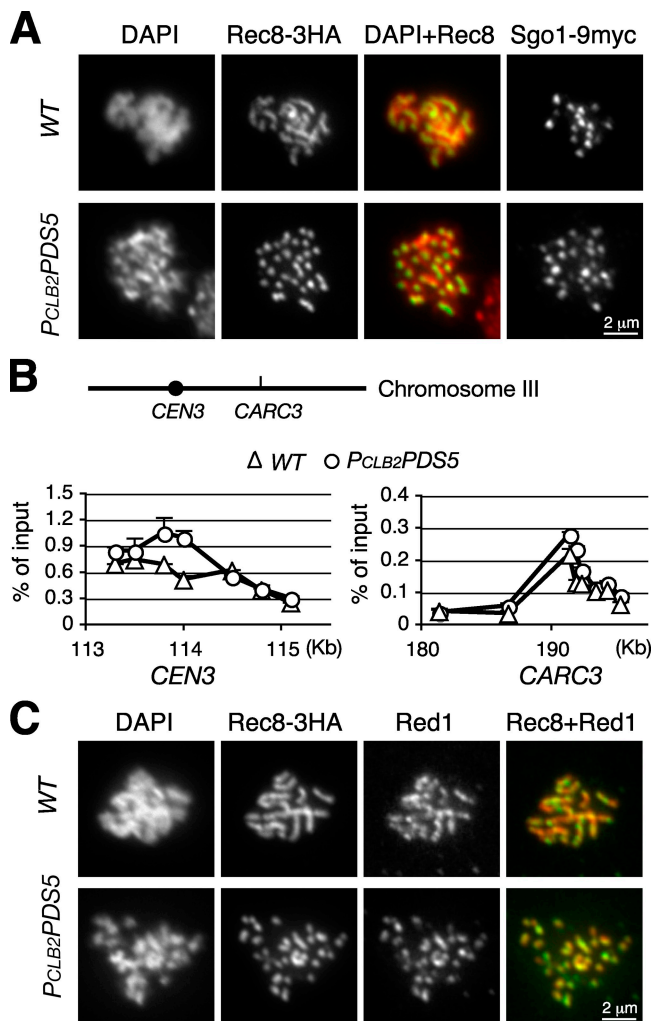 A
DAPI Rec8-3HA DAPI+Rec8 Sgo1-9myc
WT
PCLB2PDS5
2 μm
B
Chromosome III
CEN3 CARC3
WT PCLB2PDS5
% of input
1.5
1.2
0.9
0.6
0.3
0
113 114 115 (Kb)
CEN3
% of input
0.4
0.3
0.2
0.1
0
180 190 (Kb)
CARC3
C
DAPI Rec8-3HA Red1 Rec8+Red1
WT
PCLB2PDS5
2 μm